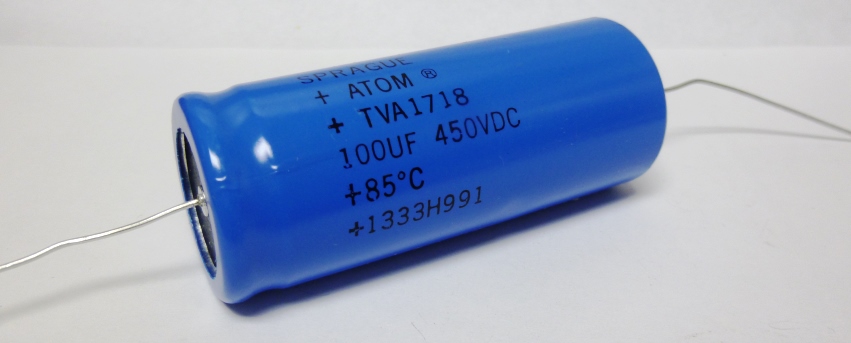 SPRAGUE
+ ATOM ®
+ TVA1718
100UF 450VDC
+85°C
+1333H991